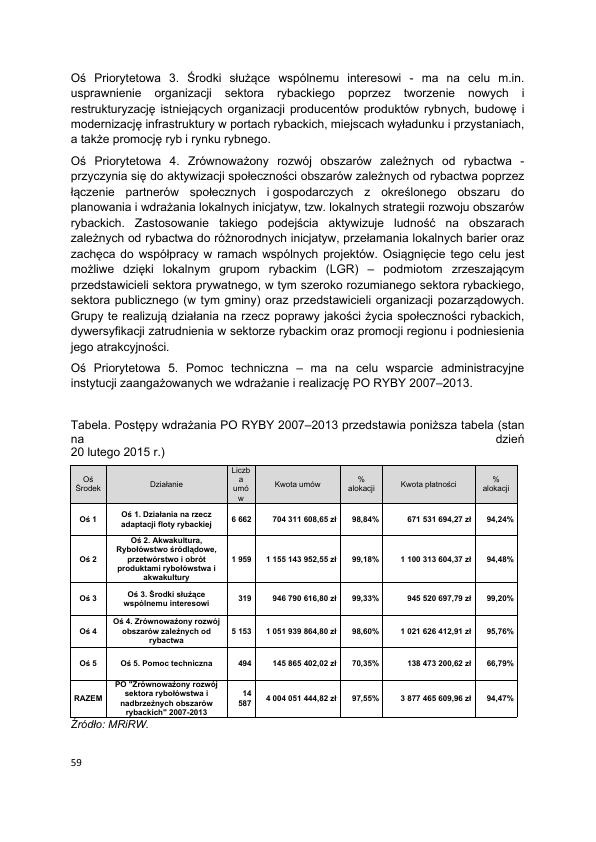 Oś Priorytetowa 3. Środki służące wspólnemu interesowi - ma na celu m.in.
usprawnienie organizacji sektora rybackiego poprzez tworzenie nowych i
restrukturyzację istniejących organizacji producentów produktów rybnych, budowę i
modernizację infrastruktury w portach rybackich, miejscach wyładunku i przystaniach,
a także promocję ryb i rynku rybnego.
Oś Priorytetowa 4. Zrównoważony rozwój obszarów zależnych od rybactwa -
przyczynia się do aktywizacji społeczności obszarów zależnych od rybactwa poprzez
łączenie partnerów społecznych i gospodarczych z określonego obszaru do
planowania i wdrażania lokalnych inicjatyw, tzw. lokalnych strategii rozwoju obszarów
rybackich. Zastosowanie takiego podejścia aktywizuje ludność na obszarach
zależnych od rybactwa do różnorodnych inicjatyw, przełamania lokalnych barier oraz
zachęca do współpracy w ramach wspólnych projektów. Osiągnięcie tego celu jest
możliwe dzięki lokalnym grupom rybackim (LGR) – podmiotom zrzeszającym
przedstawicieli sektora prywatnego, w tym szeroko rozumianego sektora rybackiego,
sektora publicznego (w tym gminy) oraz przedstawicieli organizacji pozarządowych.
Grupy te realizują działania na rzecz poprawy jakości życia społeczności rybackich,
dywersyfikacji zatrudnienia w sektorze rybackim oraz promocji regionu i podniesienia
jego atrakcyjności.
Oś Priorytetowa 5. Pomoc techniczna – ma na celu wsparcie administracyjne
instytucji zaangażowanych we wdrażanie i realizację PO RYBY 2007–2013.
Tabela. Postępy wdrażania PO RYBY 2007–2013 przedstawia poniższa tabela (stan
na dzień
20 lutego 2015 r.)
Oś
Środek
Działanie
Liczb
a
umó
w
Kwota umów
%
alokacji
Kwota płatności
%
alokacji
Oś 1
Oś 1. Działania na rzecz
adaptacji floty rybackiej
6 662
704 311 608,65 zł
98,84%
671 531 694,27 zł
94,24%
Oś 2
Oś 2. Akwakultura,
Rybołówstwo śródlądowe,
przetwórstwo i obrót
produktami rybołówstwa i
akwakultury
1 959
1 155 143 952,55 zł
99,18%
1 100 313 604,37 zł
94,48%
Oś 3
Oś 3. Środki służące
wspólnemu interesowi
319
946 790 616,80 zł
99,33%
945 520 697,79 zł
99,20%
Oś 4
Oś 4. Zrównoważony rozwój
obszarów zależnych od
rybactwa
5 153
1 051 939 864,80 zł
98,60%
1 021 626 412,91 zł
95,76%
Oś 5
Oś 5. Pomoc techniczna
494
145 865 402,02 zł
70,35%
138 473 200,62 zł
66,79%
RAZEM
PO "Zrównoważony rozwój
sektora rybołówstwa i
nadbrzeżnych obszarów
rybackich" 2007-2013
14
587
4 004 051 444,82 zł
97,55%
3 877 465 609,96 zł
94,47%
Źródło: MRiRW.
59